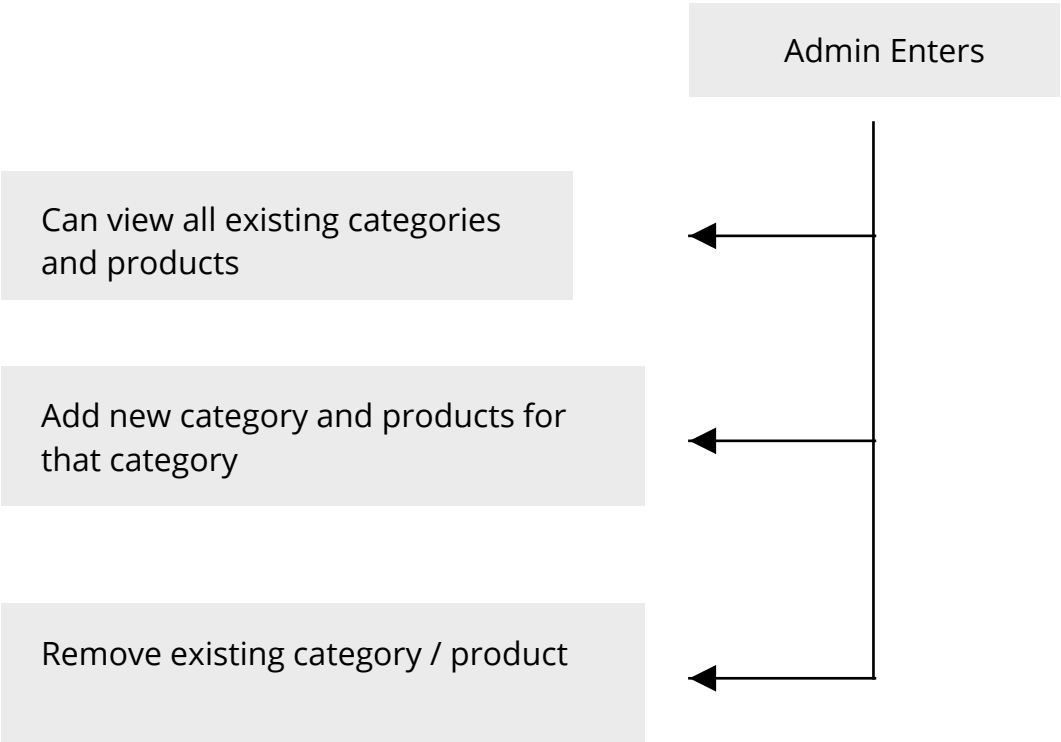 Admin Enters
Can view all existing categories
and products
Add new category and products for
that category
Remove existing category / product